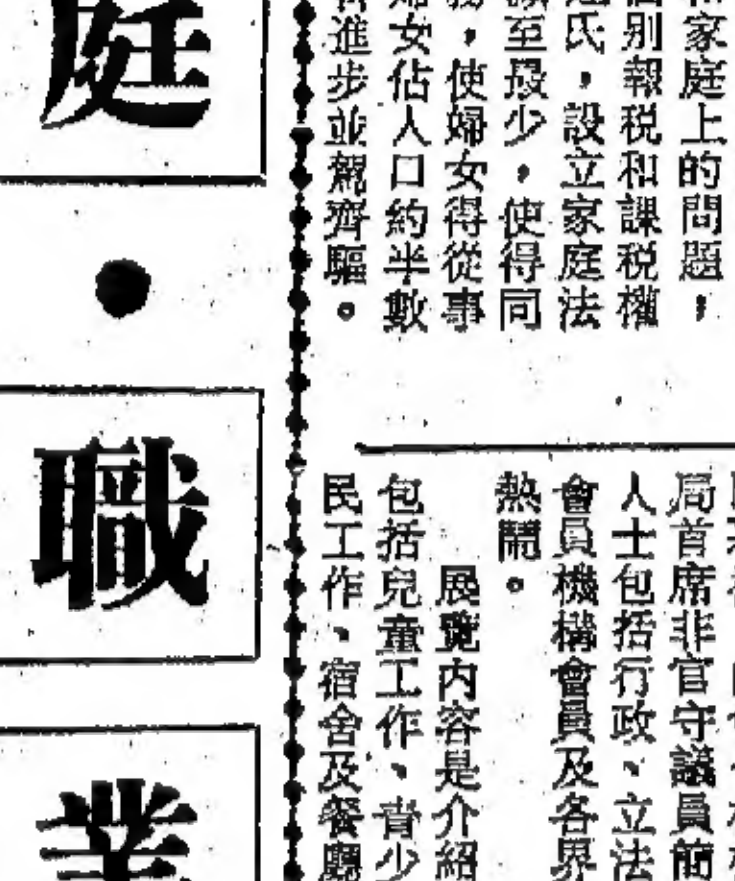 和家庭上的問題，
個別報税和課税權
氏，設立家庭法
至最少，使得同
務，使婦女得從事
婦女佔人口約半數
進步並駕齊驅。
局首席非官守議員簡
人士包括行政、立法
會員機構會員及各界
熱鬧。
展覽内容是介紹
包括兒童工作、青少
民工作、宿舍及餐廳
庭
•
職
業